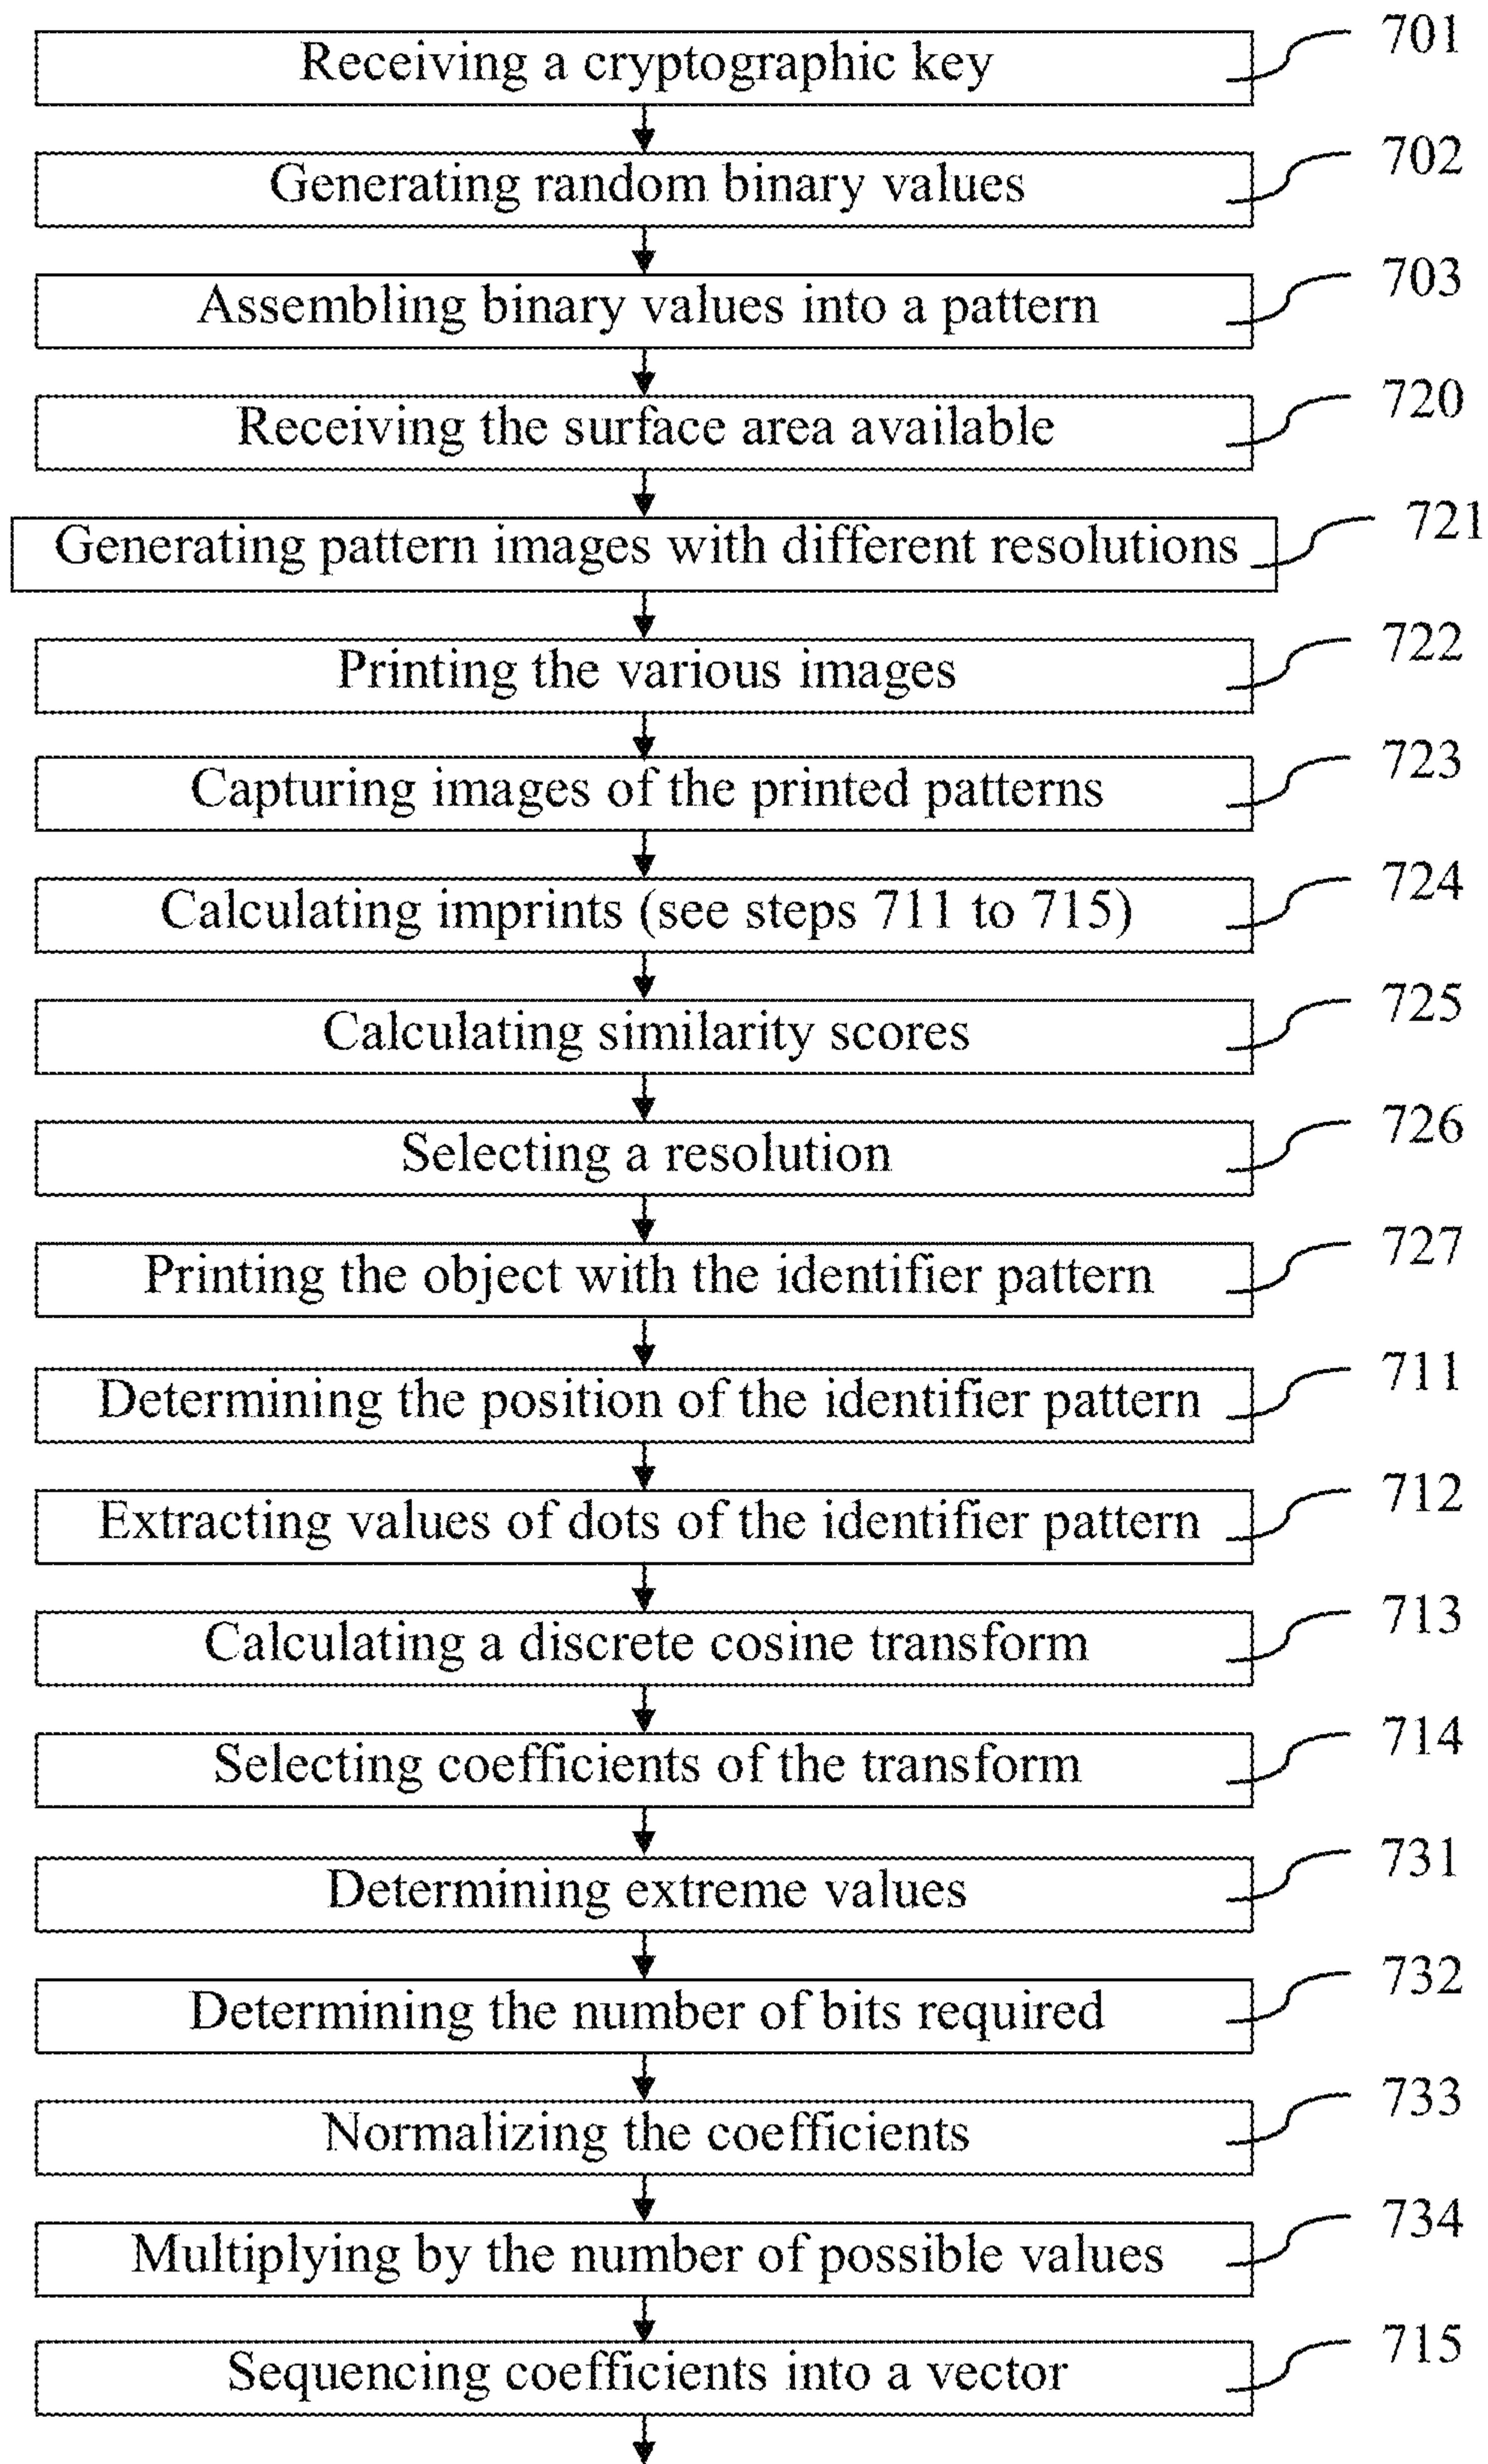 Receiving a cryptographic key 701
Generating random binary values 702
Assembling binary values into a pattern 703
Receiving the surface area available 720
Generating pattern images with different resolutions 721
Printing the various images 722
Capturing images of the printed patterns 723
Calculating imprints (see steps 711 to 715) 724
Calculating similarity scores 725
Selecting a resolution 726
Printing the object with the identifier pattern 727
Determining the position of the identifier pattern 711
Extracting values of dots of the identifier pattern 712
Calculating a discrete cosine transform 713
Selecting coefficients of the transform 714
Determining extreme values 731
Determining the number of bits required 732
Normalizing the coefficients 733
Multiplying by the number of possible values 734
Sequencing coefficients into a vector 715